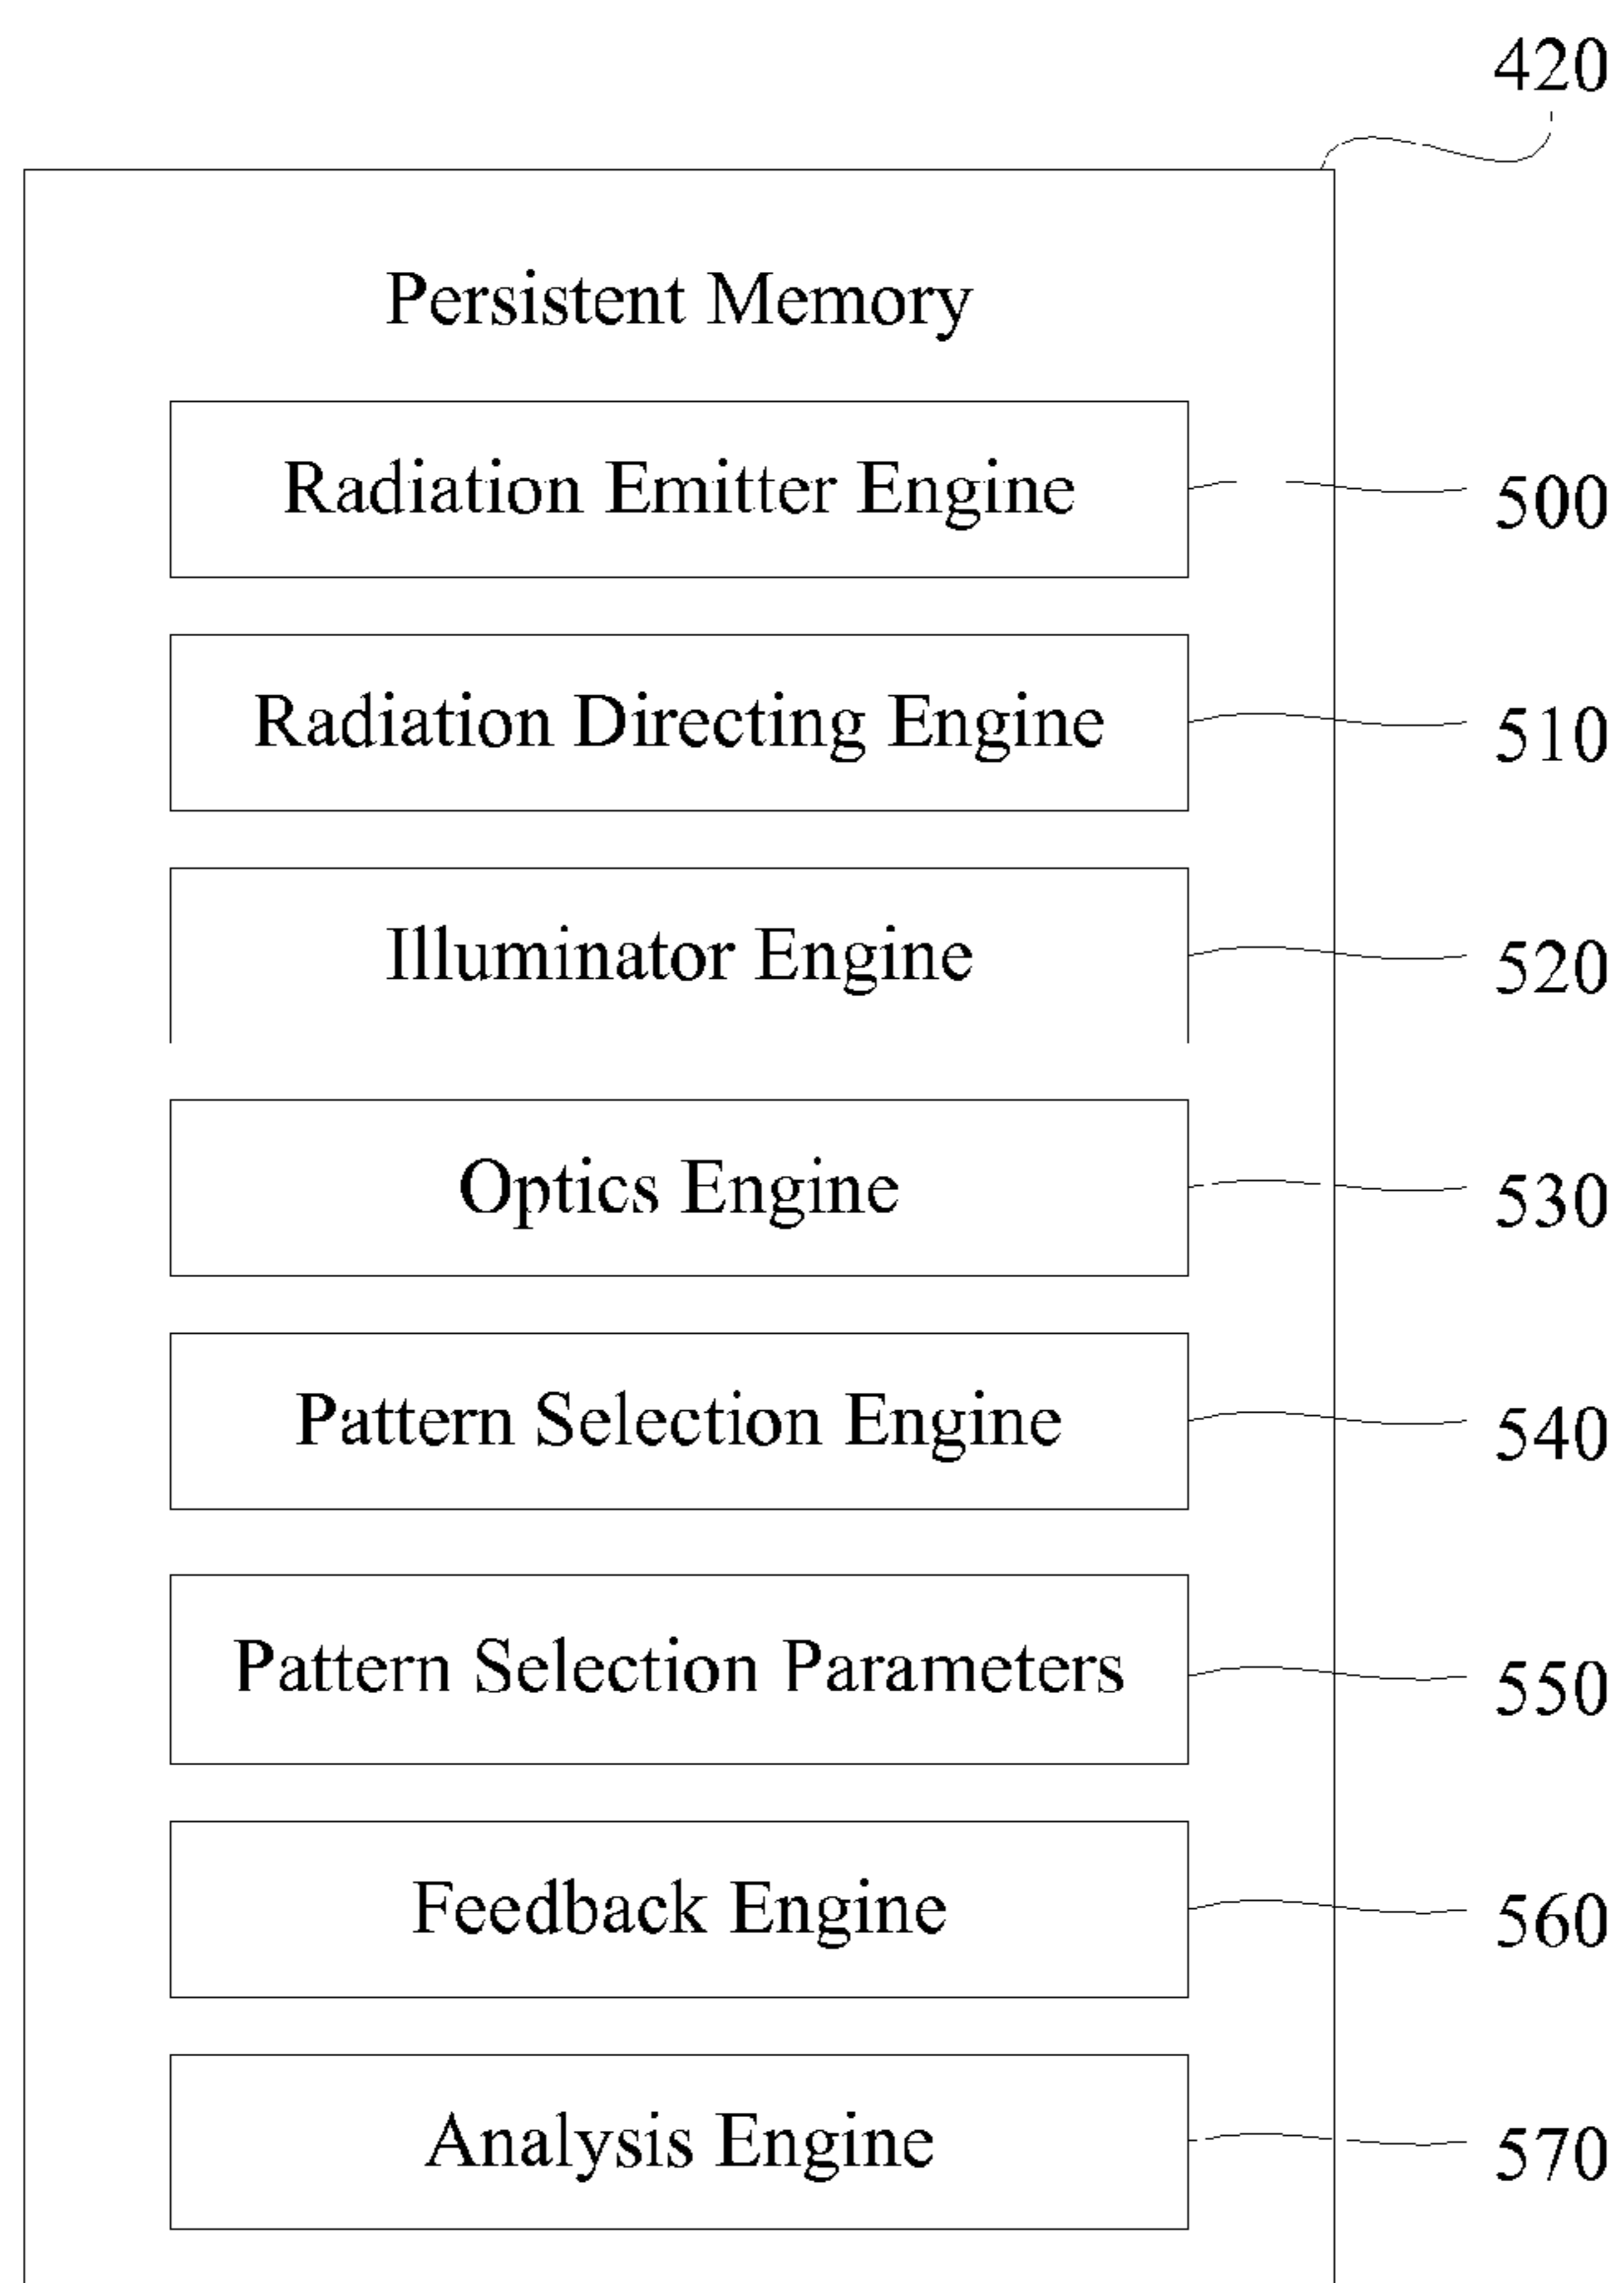 420
Persistent Memory
Radiation Emitter Engine 500
Radiation Directing Engine 510
Illuminator Engine 520
Optics Engine 530
Pattern Selection Engine 540
Pattern Selection Parameters 550
Feedback Engine 560
Analysis Engine 570